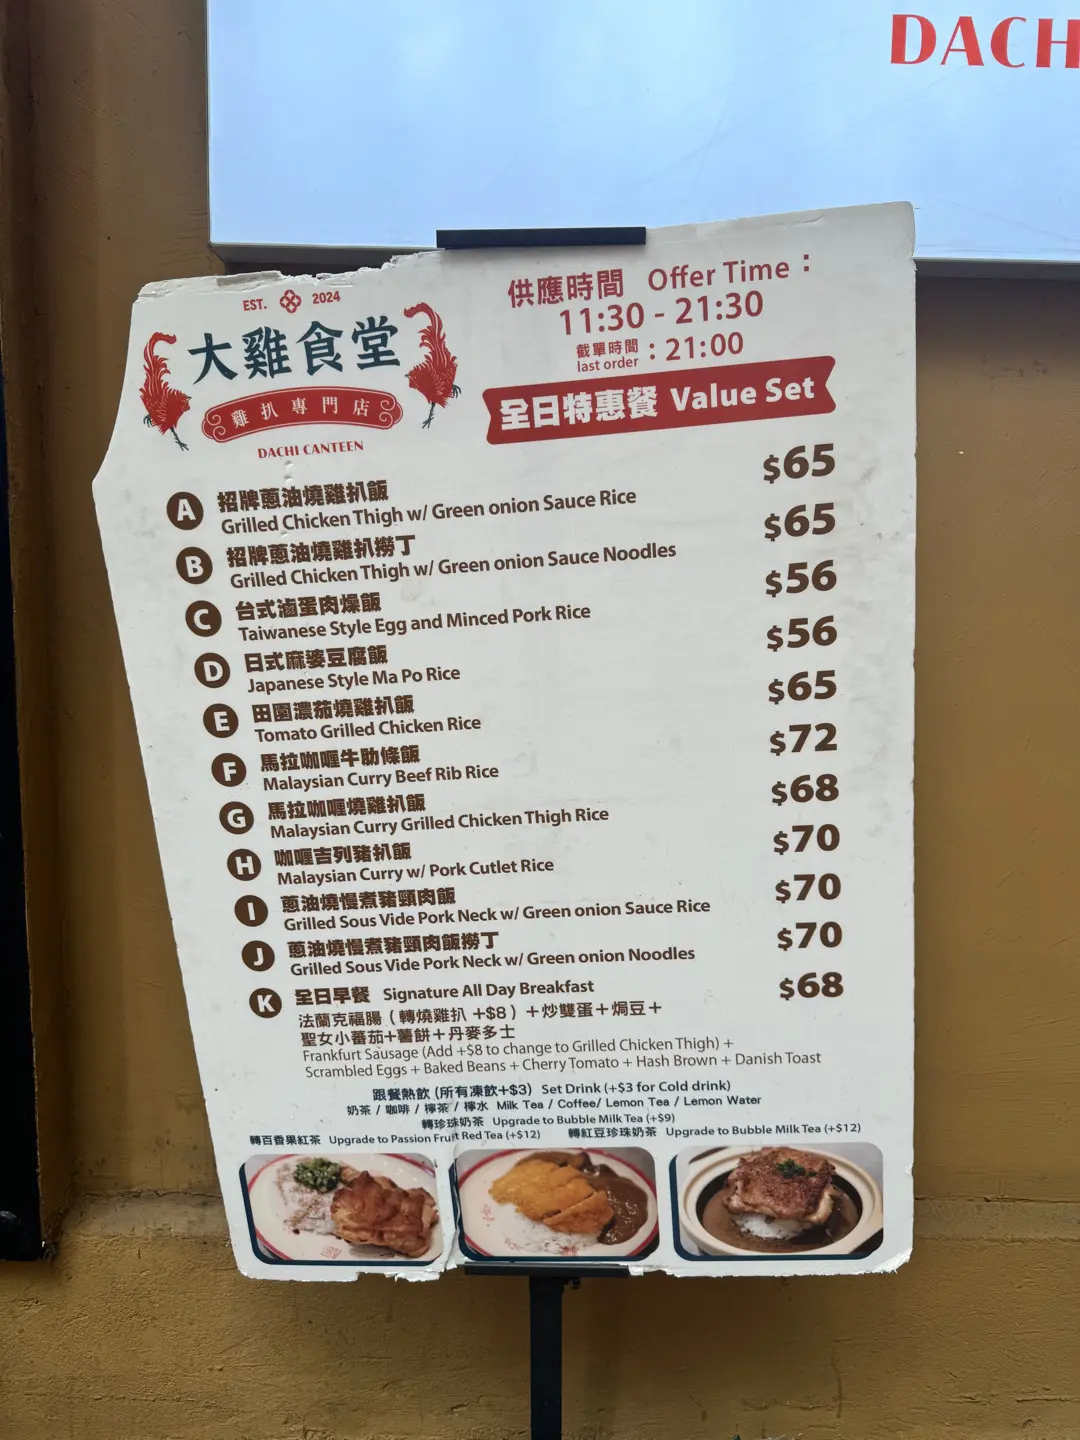 DACH
EST. 2024
大雞食堂
雞扒專門店
DACHI CANTEEN
供應時間 Offer Time：
11:30 - 21:30
截單時間
last order : 21:00
全日特惠餐 Value Set
A 招牌蔥油燒雞扒飯 $65
Grilled Chicken Thigh w/ Green onion Sauce Rice
B 招牌蔥油燒雞扒撈丁 $65
Grilled Chicken Thigh w/ Green onion Sauce Noodles
C 台式滷蛋肉燥飯 $56
Taiwanese Style Egg and Minced Pork Rice
D 日式麻婆豆腐飯 $56
Japanese Style Ma Po Rice
E 田園濃茄燒雞扒飯 $65
Tomato Grilled Chicken Rice
F 馬拉咖喱牛肋條飯 $72
Malaysian Curry Beef Rib Rice
G 馬拉咖喱燒雞扒飯 $68
Malaysian Curry Grilled Chicken Thigh Rice
H 咖喱吉列豬扒飯 $70
Malaysian Curry w/ Pork Cutlet Rice
I 蔥油燒慢煮豬頸肉飯 $70
Grilled Sous Vide Pork Neck w/ Green onion Sauce Rice
J 蔥油燒慢煮豬頸肉飯撈丁 $70
Grilled Sous Vide Pork Neck w/ Green onion Noodles
K 全日早餐 Signature All Day Breakfast $68
法蘭克福腸（轉燒雞扒 +$8）＋炒雙蛋＋焗豆＋
聖女小蕃茄＋薯餅＋丹麥多士
Frankfurt Sausage (Add +$8 to change to Grilled Chicken Thigh) +
Scrambled Eggs + Baked Beans + Cherry Tomato + Hash Brown + Danish Toast
跟餐熱飲 (所有凍飲+$3) Set Drink (+$3 for Cold drink)
奶茶 / 咖啡 / 檸茶 / 檸水 Milk Tea / Coffee/ Lemon Tea / Lemon Water
轉珍珠奶茶 Upgrade to Bubble Milk Tea (+$9)
轉百香果紅茶 Upgrade to Passion Fruit Red Tea (+$12) 轉紅豆珍珠奶茶 Upgrade to Bubble Milk Tea (+$12)